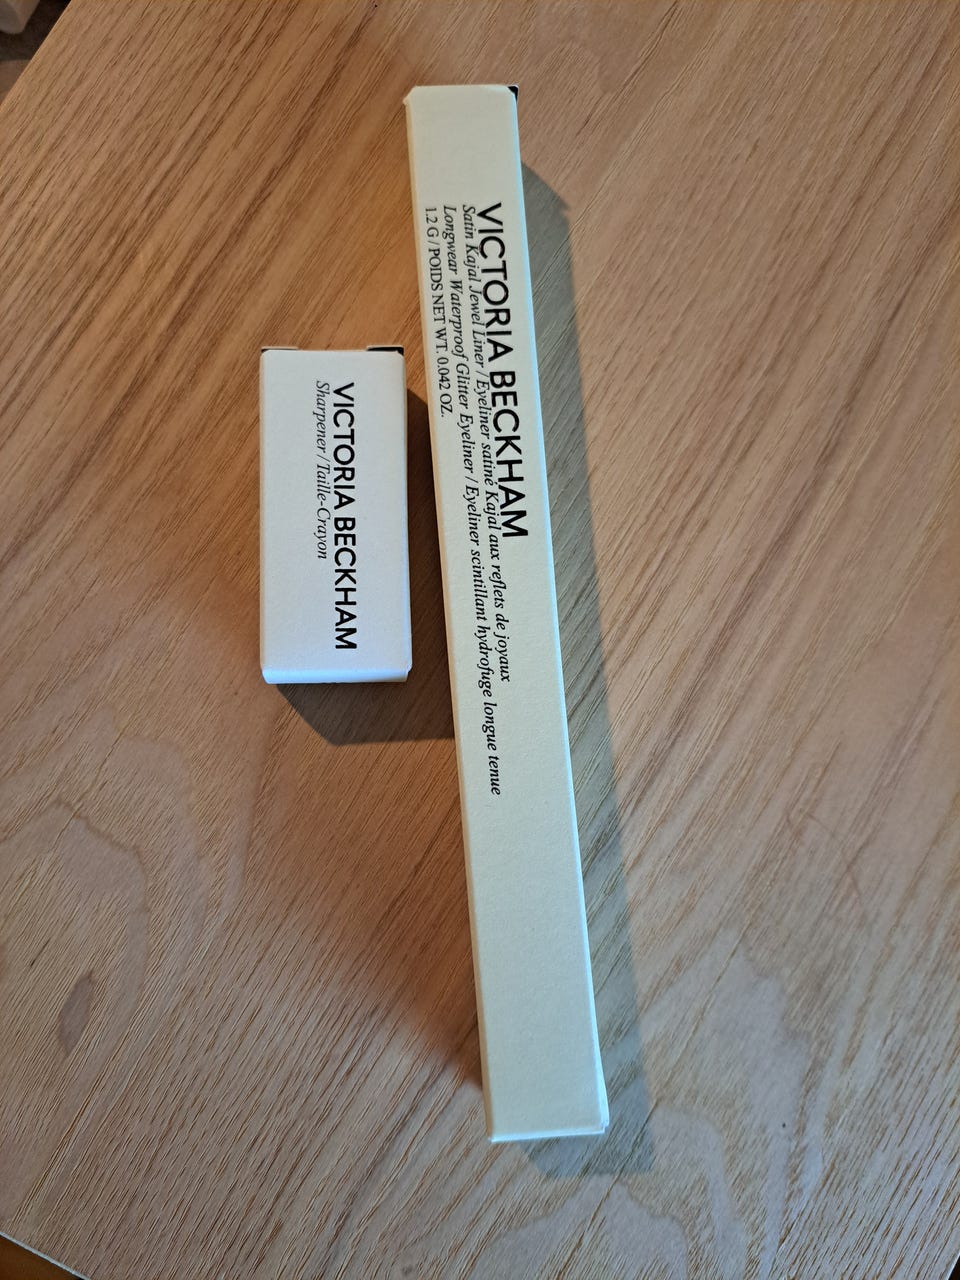 VICTORIA BECKHAM
Satin Kajal Jewel Liner / Eyeliner satiné Kajal aux reflets de joyaux
Longwear Waterproof Glitter Eyeliner / Eyeliner scintillant hydrofuge longue tenue
1.2 G / POIDS NET WT. 0.042 OZ.
VICTORIA BECKHAM
Sharpener / Taille-Crayon